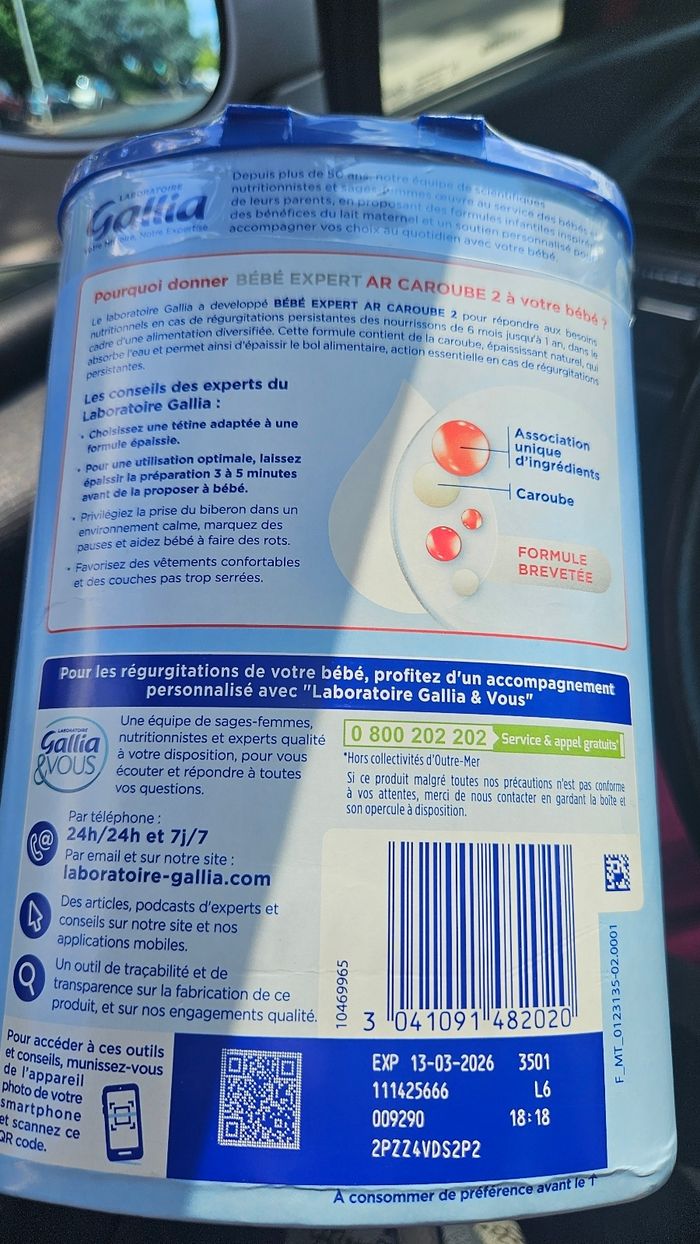 LABORATOIRE
Gallia
Votre Bébé, Notre Expertise
Depuis plus de 50 ans, notre équipe de scientifiques
nutritionnistes et sages-femmes œuvre au service des bébés
de leurs parents, en proposant des formules infantiles inspirées
des bénéfices du lait maternel et un soutien personnalisé pour
accompagner vos choix au quotidien avec votre bébé.
Pourquoi donner BÉBÉ EXPERT AR CAROUBE 2 à votre bébé ?
Le laboratoire Gallia a developpé BÉBÉ EXPERT AR CAROUBE 2 pour répondre aux besoins
nutritionnels en cas de régurgitations persistantes des nourrissons de 6 mois jusqu'à 1 an, dans le
cadre d'une alimentation diversifiée. Cette formule contient de la caroube, épaississant naturel, qui
absorbe l'eau et permet ainsi d'épaissir le bol alimentaire, action essentielle en cas de régurgitations
persistantes.
Les conseils des experts du
Laboratoire Gallia :
• Choisissez une tétine adaptée à une
formule épaissie.
• Pour une utilisation optimale, laissez
épaissir la préparation 3 à 5 minutes
avant de la proposer à bébé.
• Privilégiez la prise du biberon dans un
environnement calme, marquez des
pauses et aidez bébé à faire des rots.
• Favorisez des vêtements confortables
et des couches pas trop serrées.
Association
unique
d'ingrédients
Caroube
FORMULE
BREVETÉE
Pour les régurgitations de votre bébé, profitez d'un accompagnement
personnalisé avec "Laboratoire Gallia & Vous"
LABORATOIRE
Gallia
&VOUS
Une équipe de sages-femmes,
nutritionnistes et experts qualité
à votre disposition, pour vous
écouter et répondre à toutes
vos questions.
0 800 202 202 Service & appel gratuits*
*Hors collectivités d'Outre-Mer
Si ce produit malgré toutes nos précautions n'est pas conforme
à vos attentes, merci de nous contacter en gardant la boîte et
son opercule à disposition.
Par téléphone :
24h/24h et 7j/7
Par email et sur notre site :
laboratoire-gallia.com
Des articles, podcasts d'experts et
conseils sur notre site et nos
applications mobiles.
Un outil de traçabilité et de
transparence sur la fabrication de ce
produit, et sur nos engagements qualité.
10469965
3 041091 482020
F_MT_0123135-02.0001
Pour accéder à ces outils
et conseils, munissez-vous
de l'appareil
photo de votre
smartphone
et scannez ce
QR code.
EXP 13-03-2026 3501
111425666 L6
009290 18:18
2PZZ4VDS2P2
À consommer de préférence avant le ↑